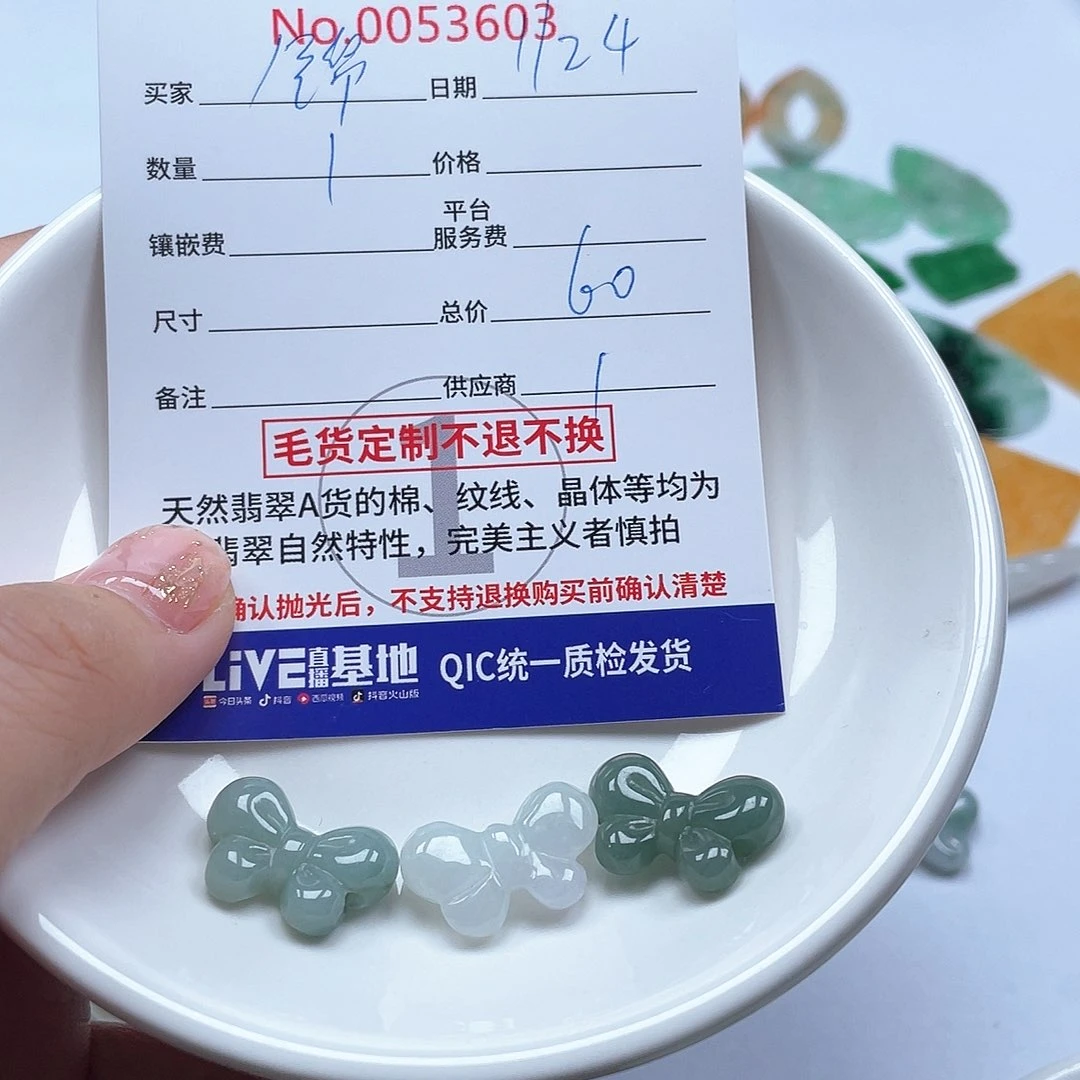 No.0053603
买家 日期 1/24
数量 1 价格
平台
镶嵌费 服务费
尺寸 总价 60
备注 供应商 1
毛货定制不退不换
1
天然翡翠A货的棉、纹线、晶体等均为
翡翠自然特性，完美主义者慎拍
确认抛光后，不支持退换购买前确认清楚
LiVE直播基地 QIC统一质检发货
今日头条 抖音 西瓜视频 抖音火山版